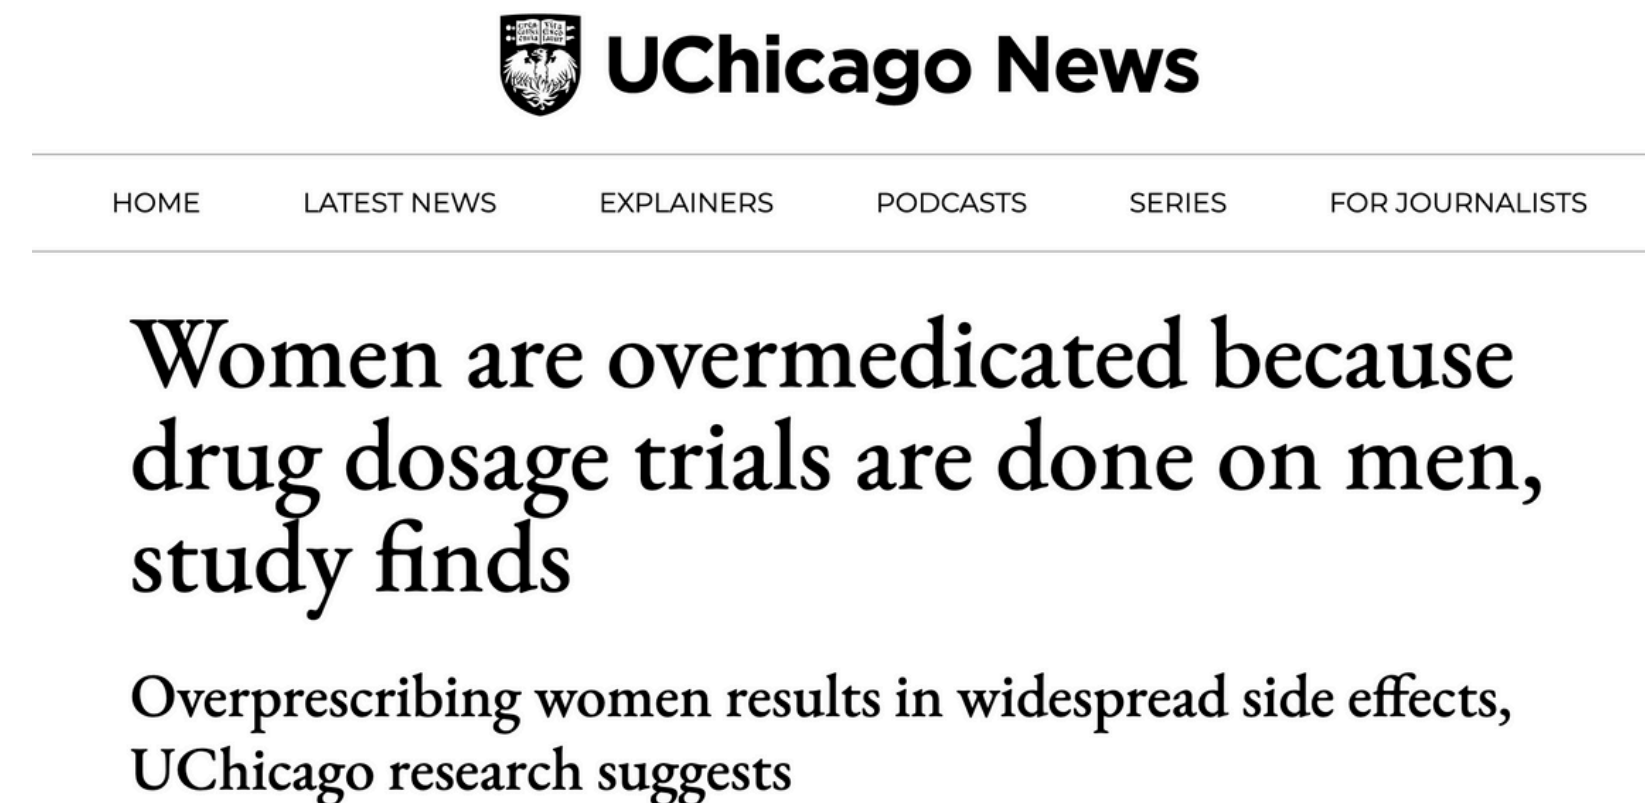 UChicago News
HOME LATEST NEWS EXPLAINERS PODCASTS SERIES FOR JOURNALISTS
Women are overmedicated because
drug dosage trials are done on men,
study finds
Overprescribing women results in widespread side effects,
UChicago research suggests